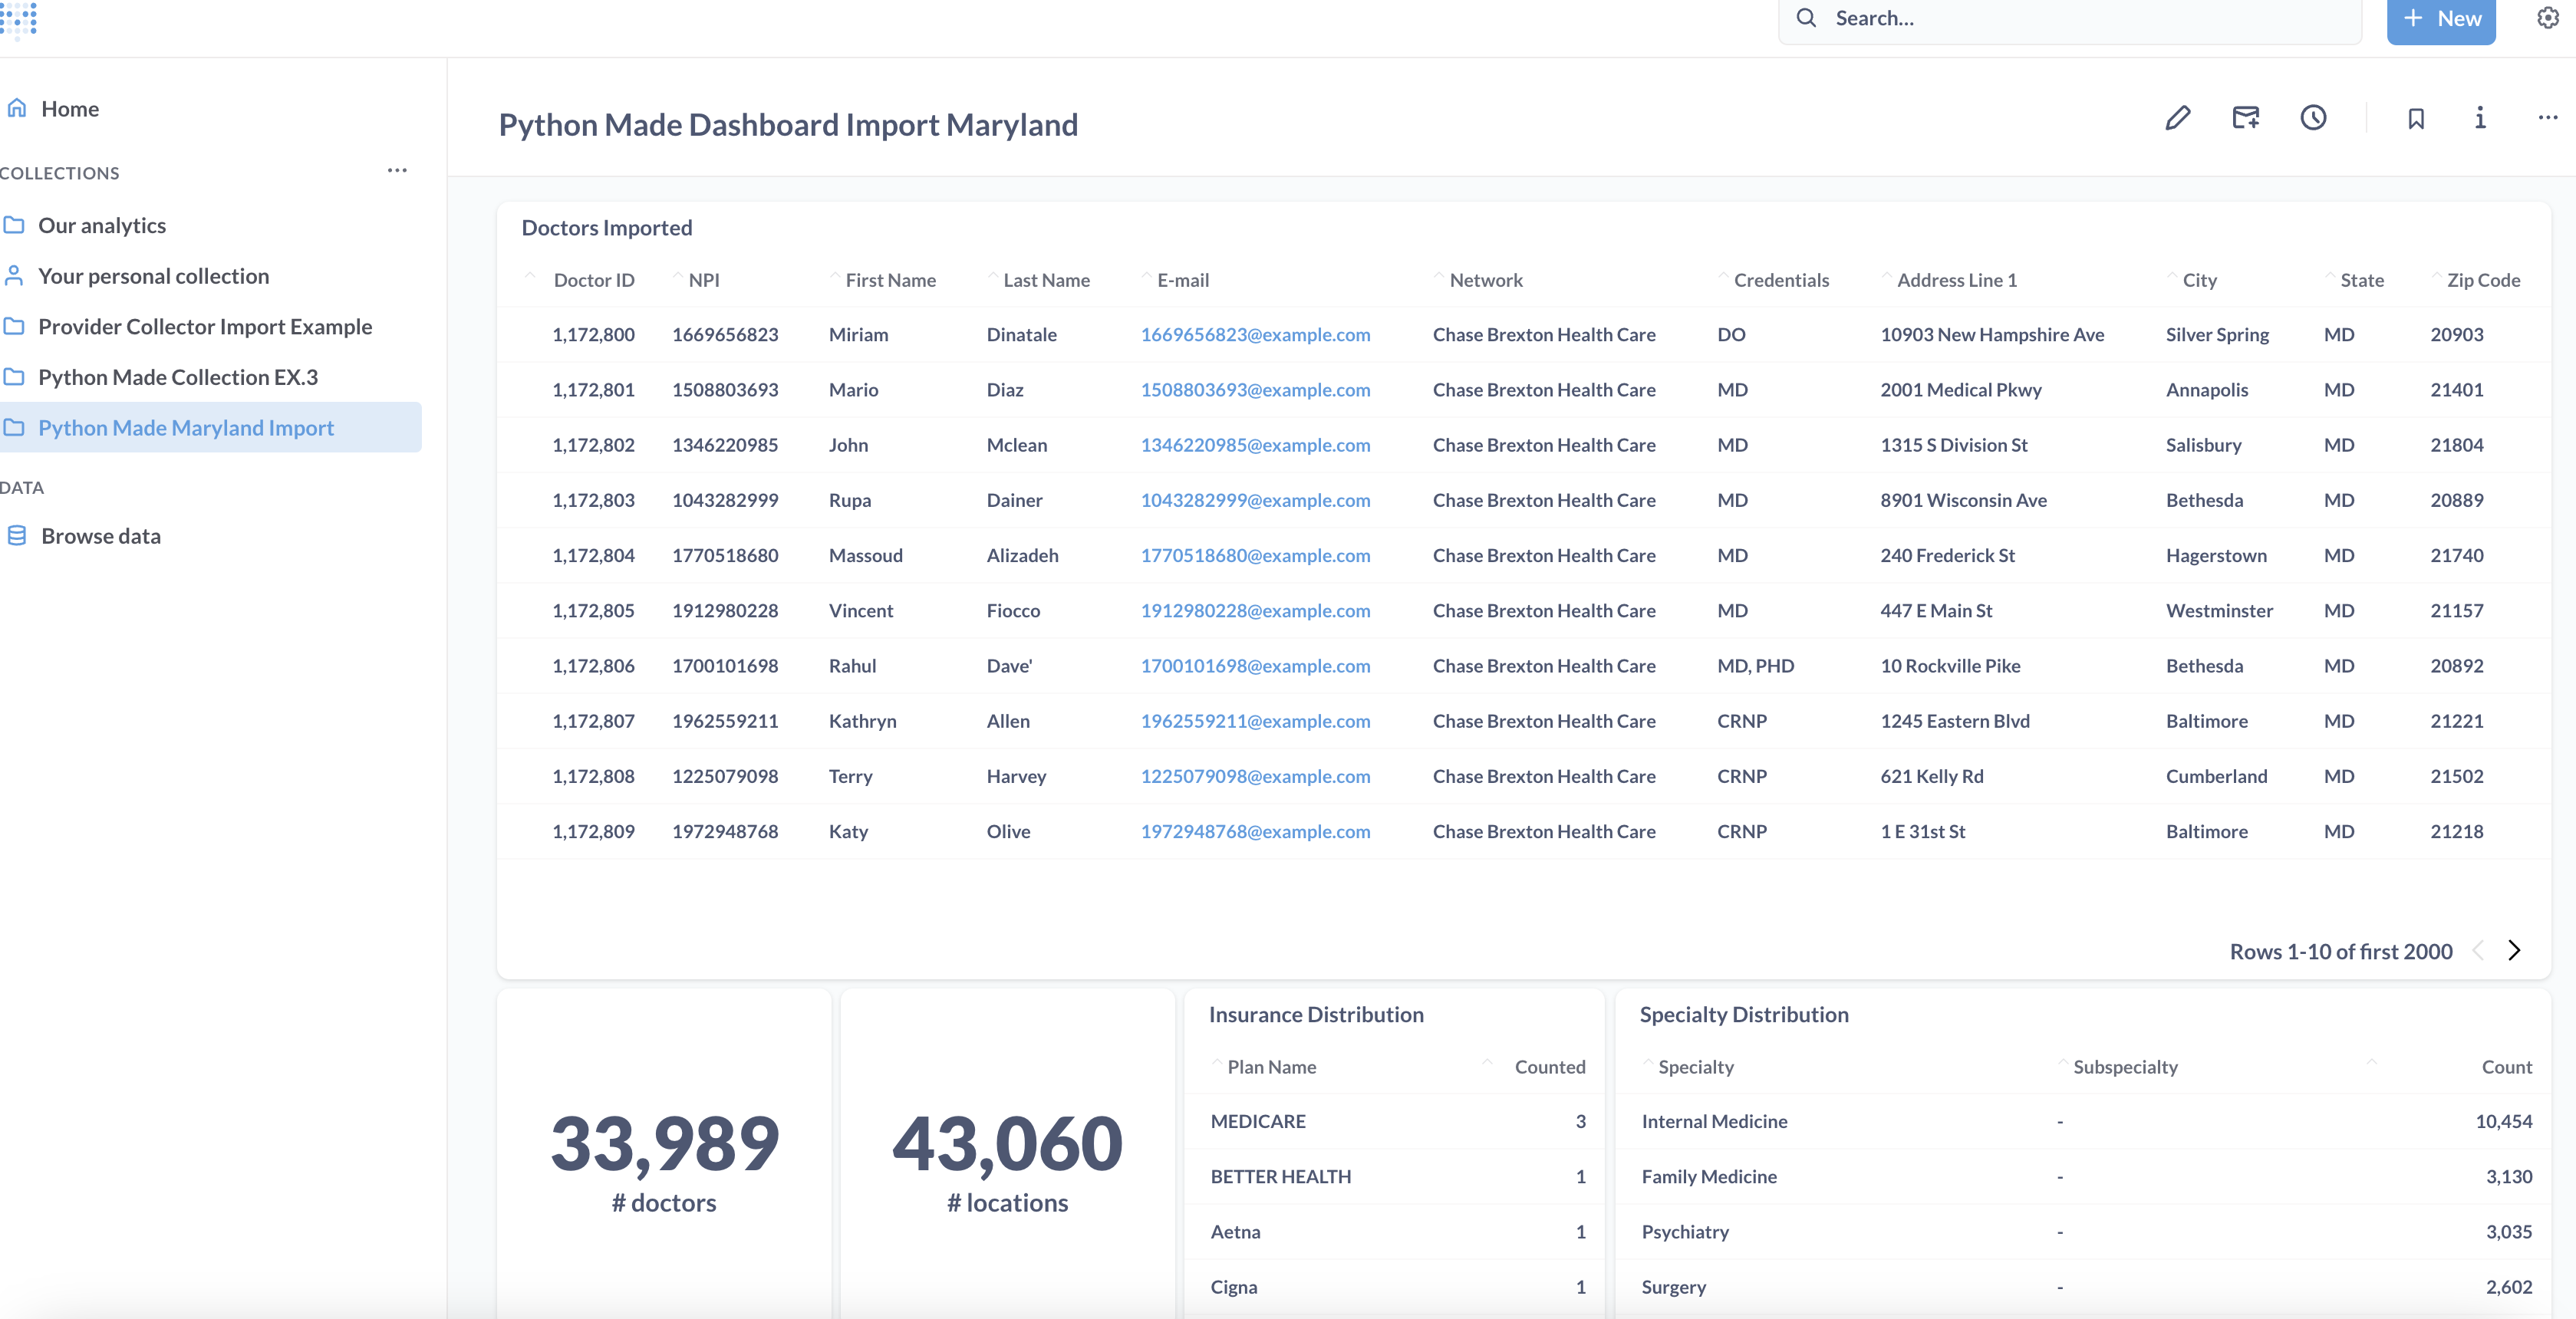 Search...
+ New
Home
COLLECTIONS
Our analytics
Your personal collection
Provider Collector Import Example
Python Made Collection EX.3
Python Made Maryland Import
DATA
Browse data
Python Made Dashboard Import Maryland
Doctors Imported
Doctor ID NPI First Name Last Name E-mail Network Credentials Address Line 1 City State Zip Code
1,172,800 1669656823 Miriam Dinatale 1669656823@example.com Chase Brexton Health Care DO 10903 New Hampshire Ave Silver Spring MD 20903
1,172,801 1508803693 Mario Diaz 1508803693@example.com Chase Brexton Health Care MD 2001 Medical Pkwy Annapolis MD 21401
1,172,802 1346220985 John Mclean 1346220985@example.com Chase Brexton Health Care MD 1315 S Division St Salisbury MD 21804
1,172,803 1043282999 Rupa Dainer 1043282999@example.com Chase Brexton Health Care MD 8901 Wisconsin Ave Bethesda MD 20889
1,172,804 1770518680 Massoud Alizadeh 1770518680@example.com Chase Brexton Health Care MD 240 Frederick St Hagerstown MD 21740
1,172,805 1912980228 Vincent Fiocco 1912980228@example.com Chase Brexton Health Care MD 447 E Main St Westminster MD 21157
1,172,806 1700101698 Rahul Dave' 1700101698@example.com Chase Brexton Health Care MD, PHD 10 Rockville Pike Bethesda MD 20892
1,172,807 1962559211 Kathryn Allen 1962559211@example.com Chase Brexton Health Care CRNP 1245 Eastern Blvd Baltimore MD 21221
1,172,808 1225079098 Terry Harvey 1225079098@example.com Chase Brexton Health Care CRNP 621 Kelly Rd Cumberland MD 21502
1,172,809 1972948768 Katy Olive 1972948768@example.com Chase Brexton Health Care CRNP 1 E 31st St Baltimore MD 21218
Rows 1-10 of first 2000
33,989
# doctors
43,060
# locations
Insurance Distribution
Plan Name Counted
MEDICARE 3
BETTER HEALTH 1
Aetna 1
Cigna 1
Specialty Distribution
Specialty Subspecialty Count
Internal Medicine - 10,454
Family Medicine - 3,130
Psychiatry - 3,035
Surgery - 2,602